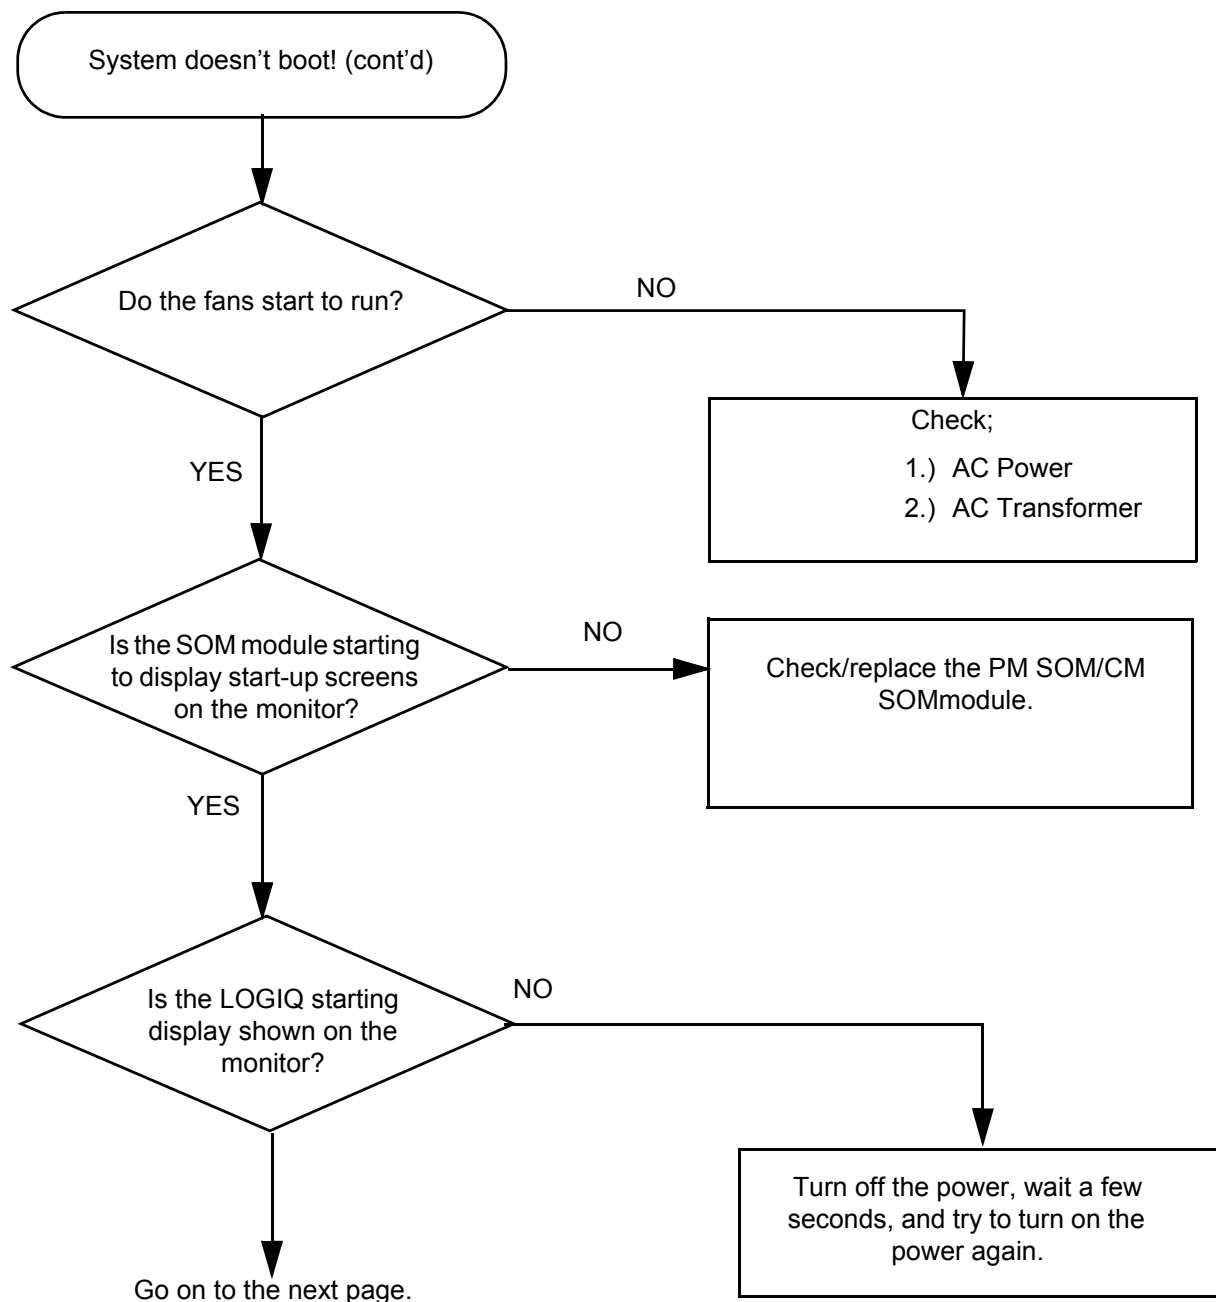 System doesn't boot! (cont'd)
Do the fans start to run?
NO
Check;
1.) AC Power
2.) AC Transformer
YES
Is the SOM module starting
to display start-up screens
on the monitor?
NO
Check/replace the PM SOM/CM
SOMmodule.
YES
Is the LOGIQ starting
display shown on the
monitor?
NO
Turn off the power, wait a few
seconds, and try to turn on the
power again.
Go on to the next page.